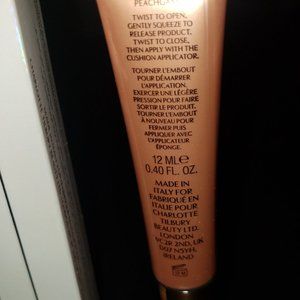 PEACHGASM
TWIST TO OPEN,
GENTLY SQUEEZE TO
RELEASE PRODUCT.
TWIST TO CLOSE,
THEN APPLY WITH THE
CUSHION APPLICATOR.
TOURNER L'EMBOUT
POUR DÉMARRER
L'APPLICATION.
EXERCER UNE LÉGÈRE
PRESSION POUR FAIRE
SORTIR LE PRODUIT.
TOURNER L'EMBOUT
À NOUVEAU POUR
FERMER PUIS
APPLIQUER AVEC
L'APPLICATEUR
ÉPONGE.
12 ML℮
0.40 FL. OZ.
MADE IN
ITALY FOR
FABRIQUÉ EN
ITALIE POUR
CHARLOTTE
TILBURY
BEAUTY LTD.
LONDON
WC2R 2ND, UK
D02 N5YH,
IRELAND